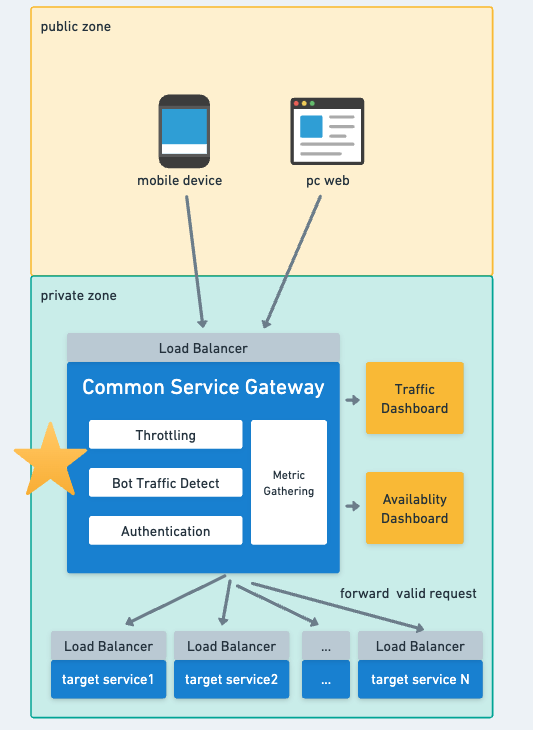 public zone
mobile device
pc web
private zone
Load Balancer
Common Service Gateway
Throttling
Bot Traffic Detect
Authentication
Metric
Gathering
Traffic
Dashboard
Availablity
Dashboard
forward  valid request
Load Balancer
target service1
Load Balancer
target service2
...
...
Load Balancer
target service N